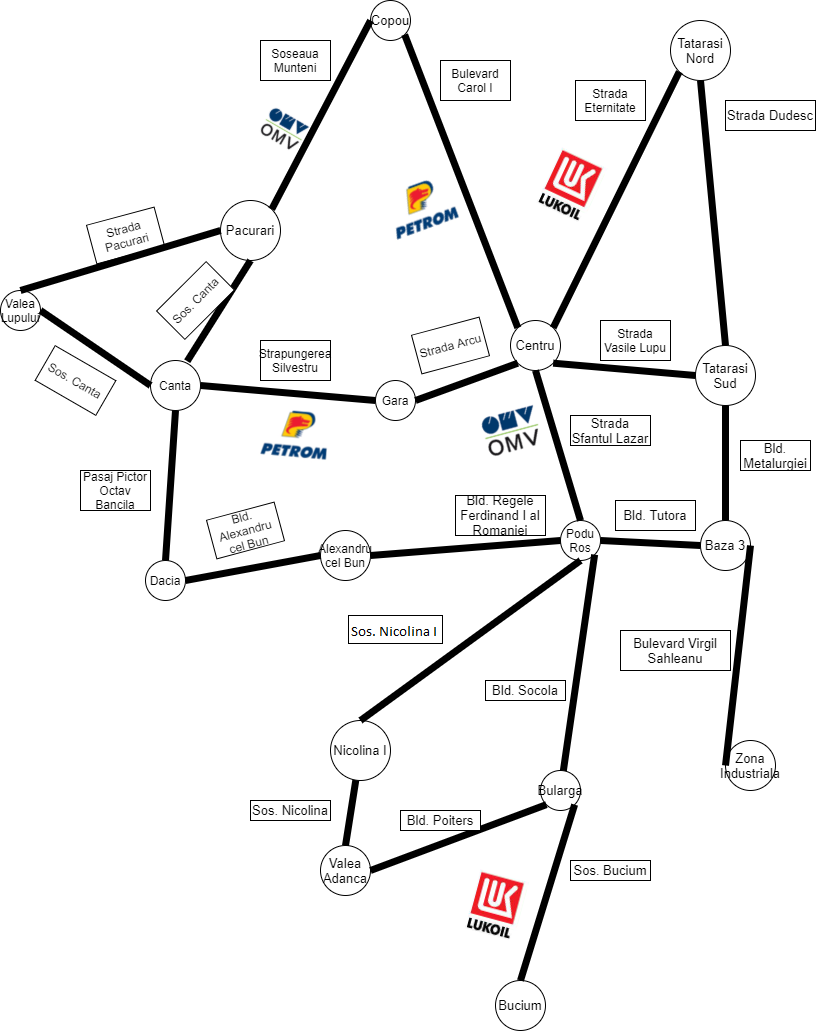 Copou
Tatarasi
Nord
Soseaua
Munteni
Bulevard
Carol I
Strada
Eternitate
Strada Dudesc
OMV
OMV
LUK
LUKOIL
PETROM
Strada
Pacurari
Pacurari
Valea
Lupului
Sos. Canta
Strapungerea
Silvestru
Strada Arcu
Centru
Strada
Vasile Lupu
Sos. Canta
Canta
Gara
Tatarasi
Sud
PETROM
OMV
OMV
Strada
Sfantul Lazar
Bld.
Metalurgiei
Pasaj Pictor
Octav
Bancila
Bld.
Alexandru
cel Bun
Bld. Regele
Ferdinand I al
Romaniei
Bld. Tutora
Alexandru
cel Bun
Podu
Ros
Baza 3
Dacia
Sos. Nicolina I
Bulevard Virgil
Sahleanu
Bld. Socola
Nicolina I
Zona
Industriala
Bularga
Sos. Nicolina
Bld. Poiters
Valea
Adanca
Sos. Bucium
LUK
LUKOIL
Bucium